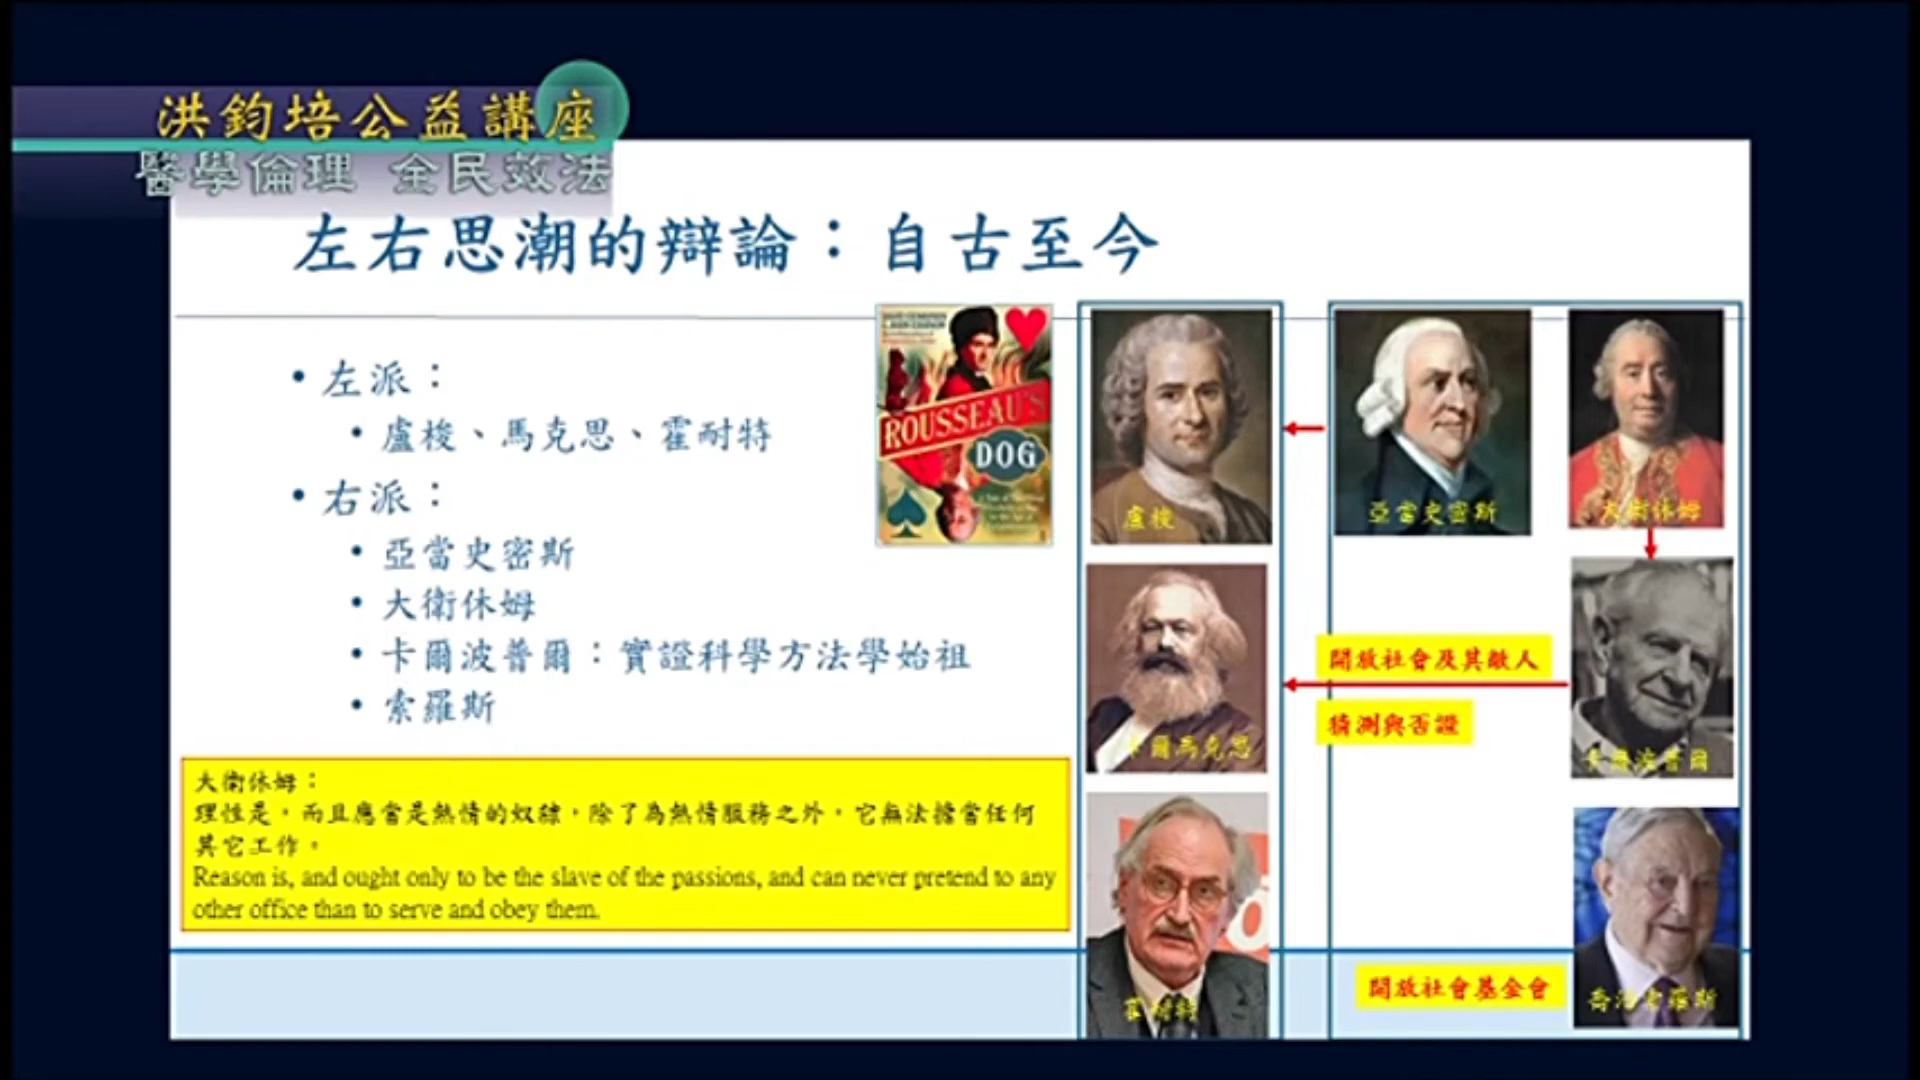 洪鈞培公益講座
醫學倫理 全民效法
左右思潮的辯論：自古至今
• 左派：
• 盧梭、馬克思、霍耐特
• 右派：
• 亞當史密斯
• 大衛休姆
• 卡爾波普爾：實證科學方法學始祖
• 索羅斯
大衛休姆：
理性是，而且應當是熱情的奴隸，除了為熱情服務之外，它無法擔當任何
其它工作。
Reason is, and ought only to be the slave of the passions, and can never pretend to any
other office than to serve and obey them.
ROUSSEAU'S
DOG
盧梭
亞當史密斯
大衛休姆
卡爾馬克思
開放社會及其敵人
猜測與否證
卡爾波普爾
霍耐特
開放社會基金會
喬治索羅斯